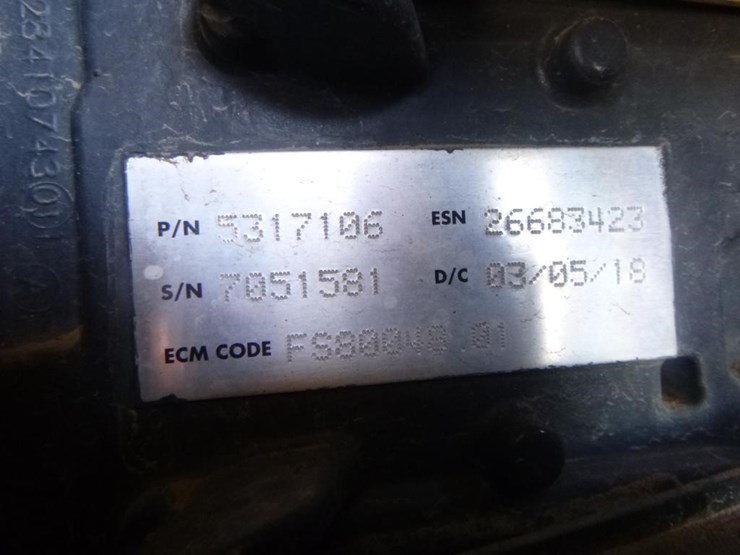 P/N 5317106 ESN 26683423
S/N 7051581 D/C 03/05/18
ECM CODE